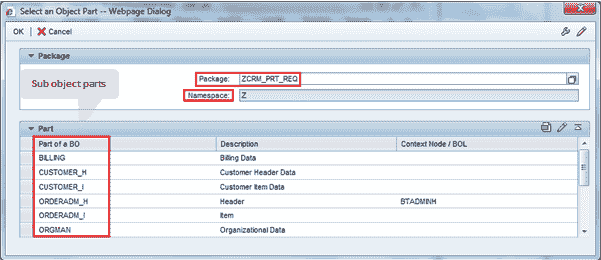 Select an Object Part -- Webpage Dialog
OK Cancel
Package
Sub object parts
Package: ZCRM_PRT_REQ
Namespace: Z
Part
Part of a BO Description Context Node / BOL
BILLING Billing Data
CUSTOMER_H Customer Header Data
CUSTOMER_I Customer Item Data
ORDERADM_H Header BTADMINH
ORDERADM_I Item
ORGMAN Organizational Data